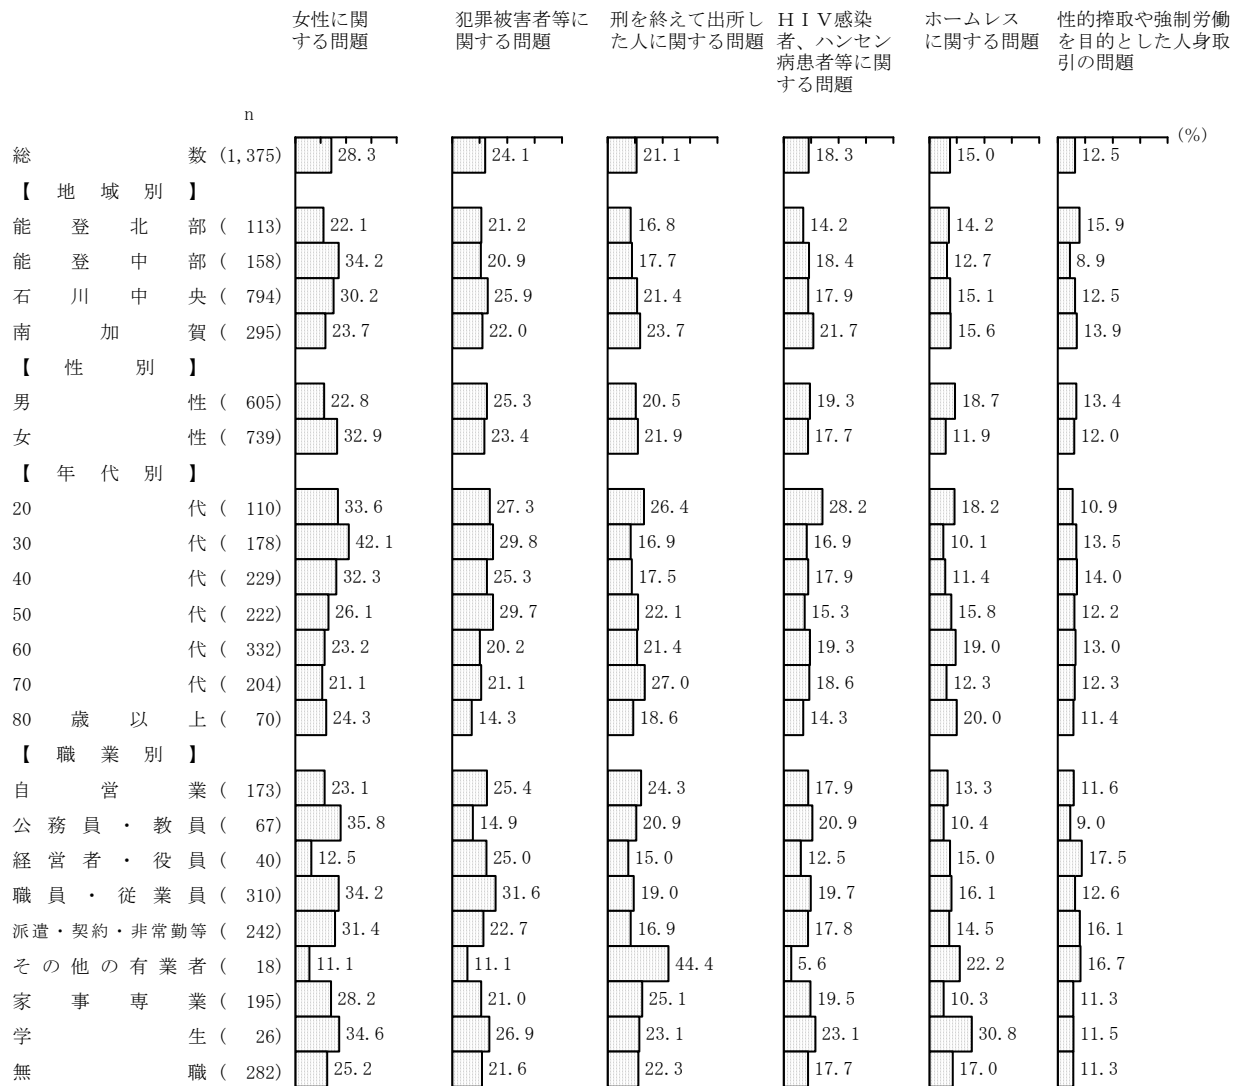 女性に関
する問題
犯罪被害者等に
関する問題
刑を終えて出所し
た人に関する問題
ＨＩＶ感染
者、ハンセン
病患者等に関
する問題
ホームレス
に関する問題
性的搾取や強制労働
を目的とした人身取
引の問題
n
(%)
総数 (1,375) 28.3 24.1 21.1 18.3 15.0 12.5
【地域別】
能登北部 ( 113) 22.1 21.2 16.8 14.2 14.2 15.9
能登中部 ( 158) 34.2 20.9 17.7 18.4 12.7 8.9
石川中央 ( 794) 30.2 25.9 21.4 17.9 15.1 12.5
南加賀 ( 295) 23.7 22.0 23.7 21.7 15.6 13.9
【性別】
男性 ( 605) 22.8 25.3 20.5 19.3 18.7 13.4
女性 ( 739) 32.9 23.4 21.9 17.7 11.9 12.0
【年代別】
20代 ( 110) 33.6 27.3 26.4 28.2 18.2 10.9
30代 ( 178) 42.1 29.8 16.9 16.9 10.1 13.5
40代 ( 229) 32.3 25.3 17.5 17.9 11.4 14.0
50代 ( 222) 26.1 29.7 22.1 15.3 15.8 12.2
60代 ( 332) 23.2 20.2 21.4 19.3 19.0 13.0
70代 ( 204) 21.1 21.1 27.0 18.6 12.3 12.3
80歳以上 ( 70) 24.3 14.3 18.6 14.3 20.0 11.4
【職業別】
自営業 ( 173) 23.1 25.4 24.3 17.9 13.3 11.6
公務員・教員 ( 67) 35.8 14.9 20.9 20.9 10.4 9.0
経営者・役員 ( 40) 12.5 25.0 15.0 12.5 15.0 17.5
職員・従業員 ( 310) 34.2 31.6 19.0 19.7 16.1 12.6
派遣・契約・非常勤等 ( 242) 31.4 22.7 16.9 17.8 14.5 16.1
その他の有業者 ( 18) 11.1 11.1 44.4 5.6 22.2 16.7
家事専業 ( 195) 28.2 21.0 25.1 19.5 10.3 11.3
学生 ( 26) 34.6 26.9 23.1 23.1 30.8 11.5
無職 ( 282) 25.2 21.6 22.3 17.7 17.0 11.3